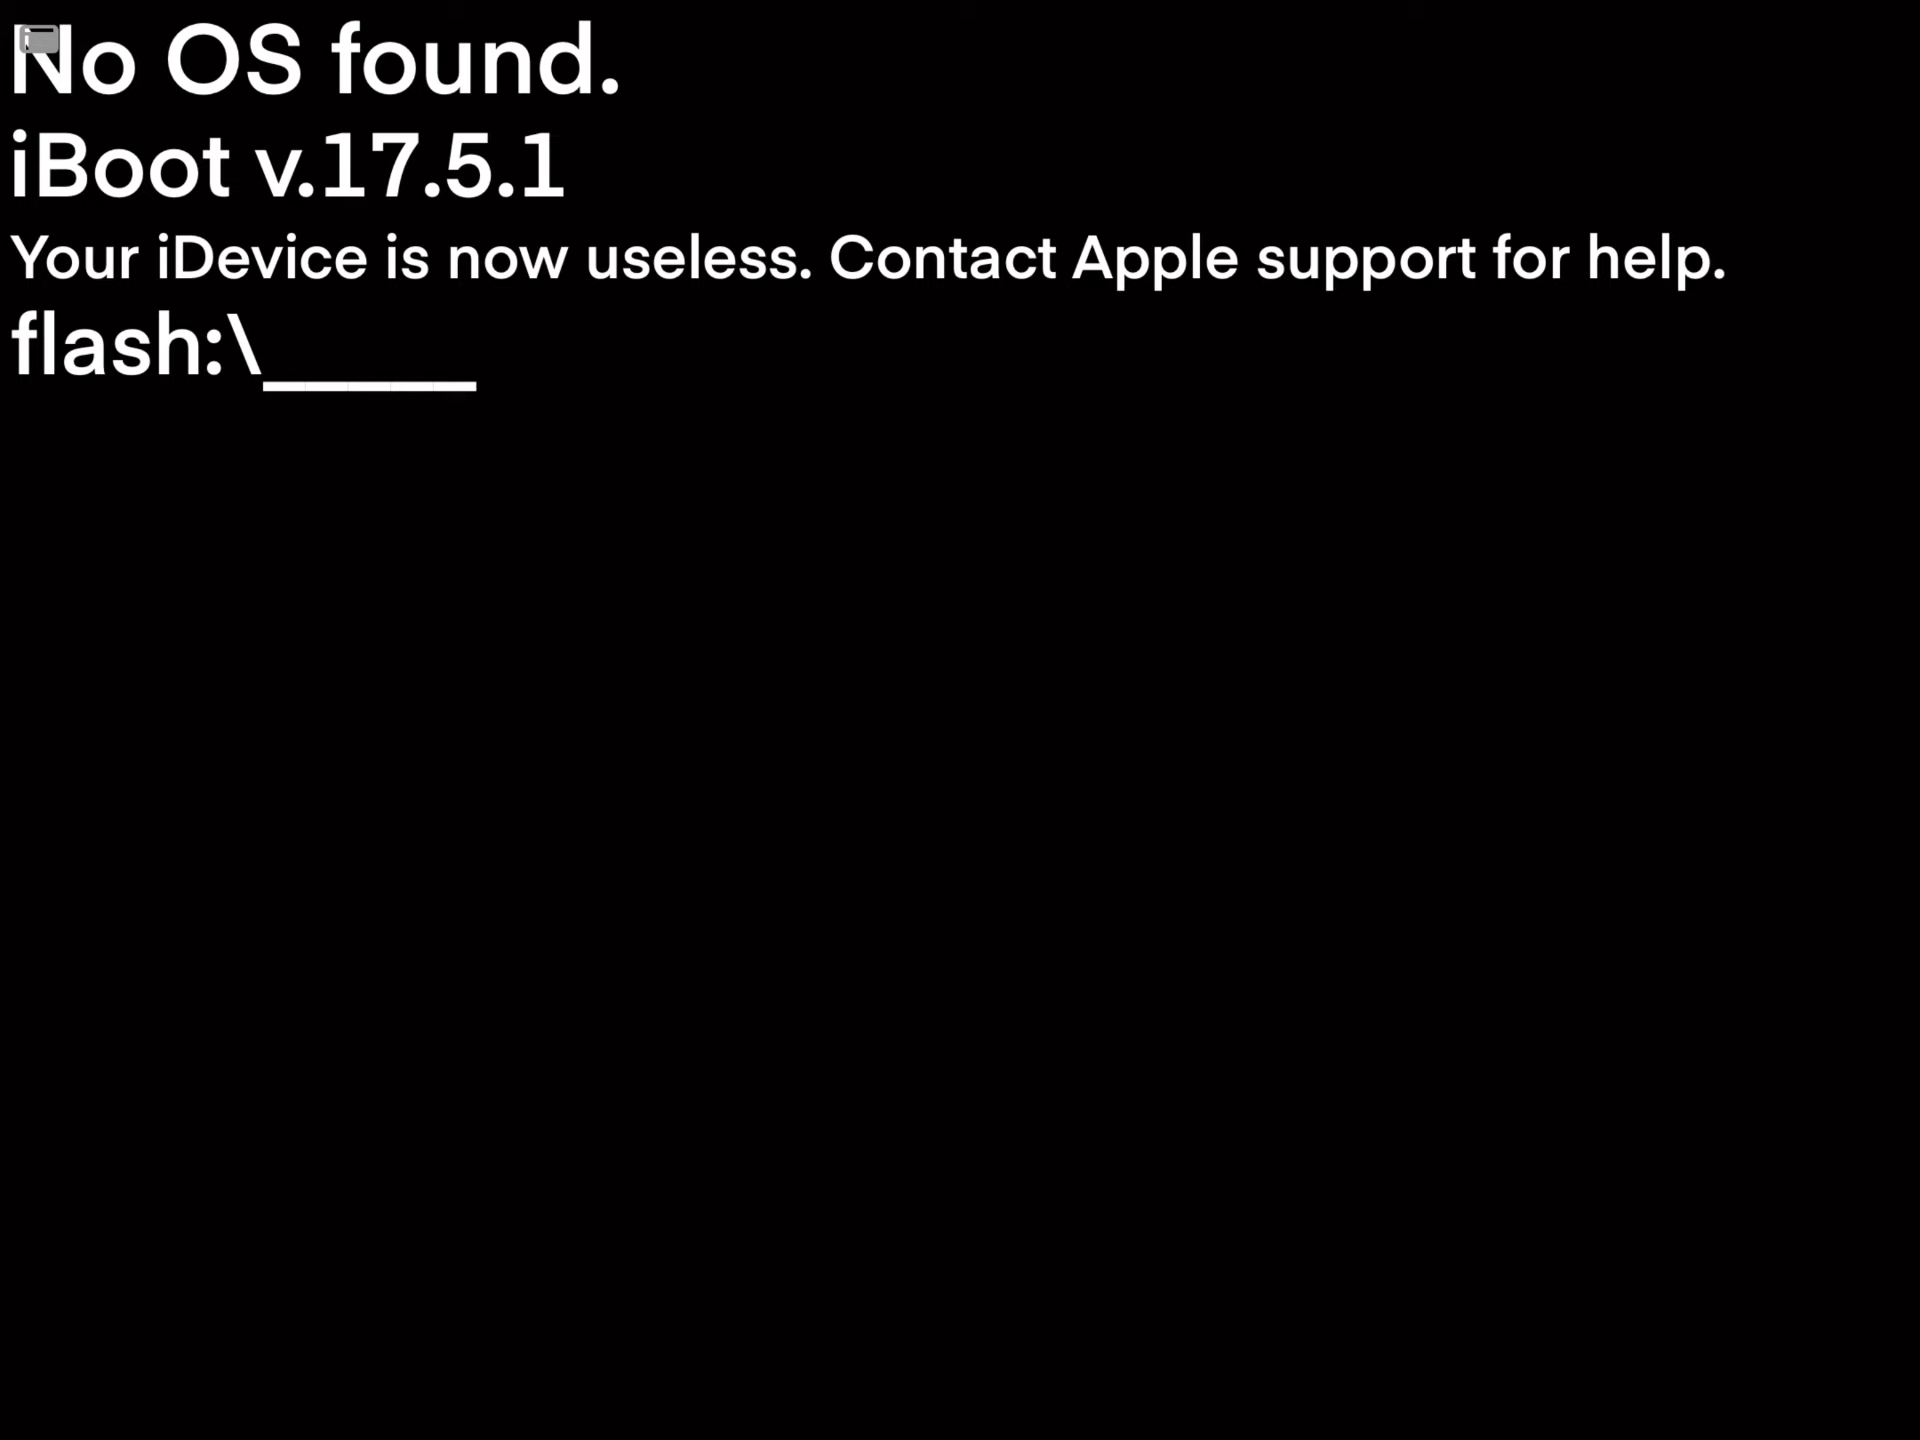 No OS found.
iBoot v.17.5.1
Your iDevice is now useless. Contact Apple support for help.
flash:\_____